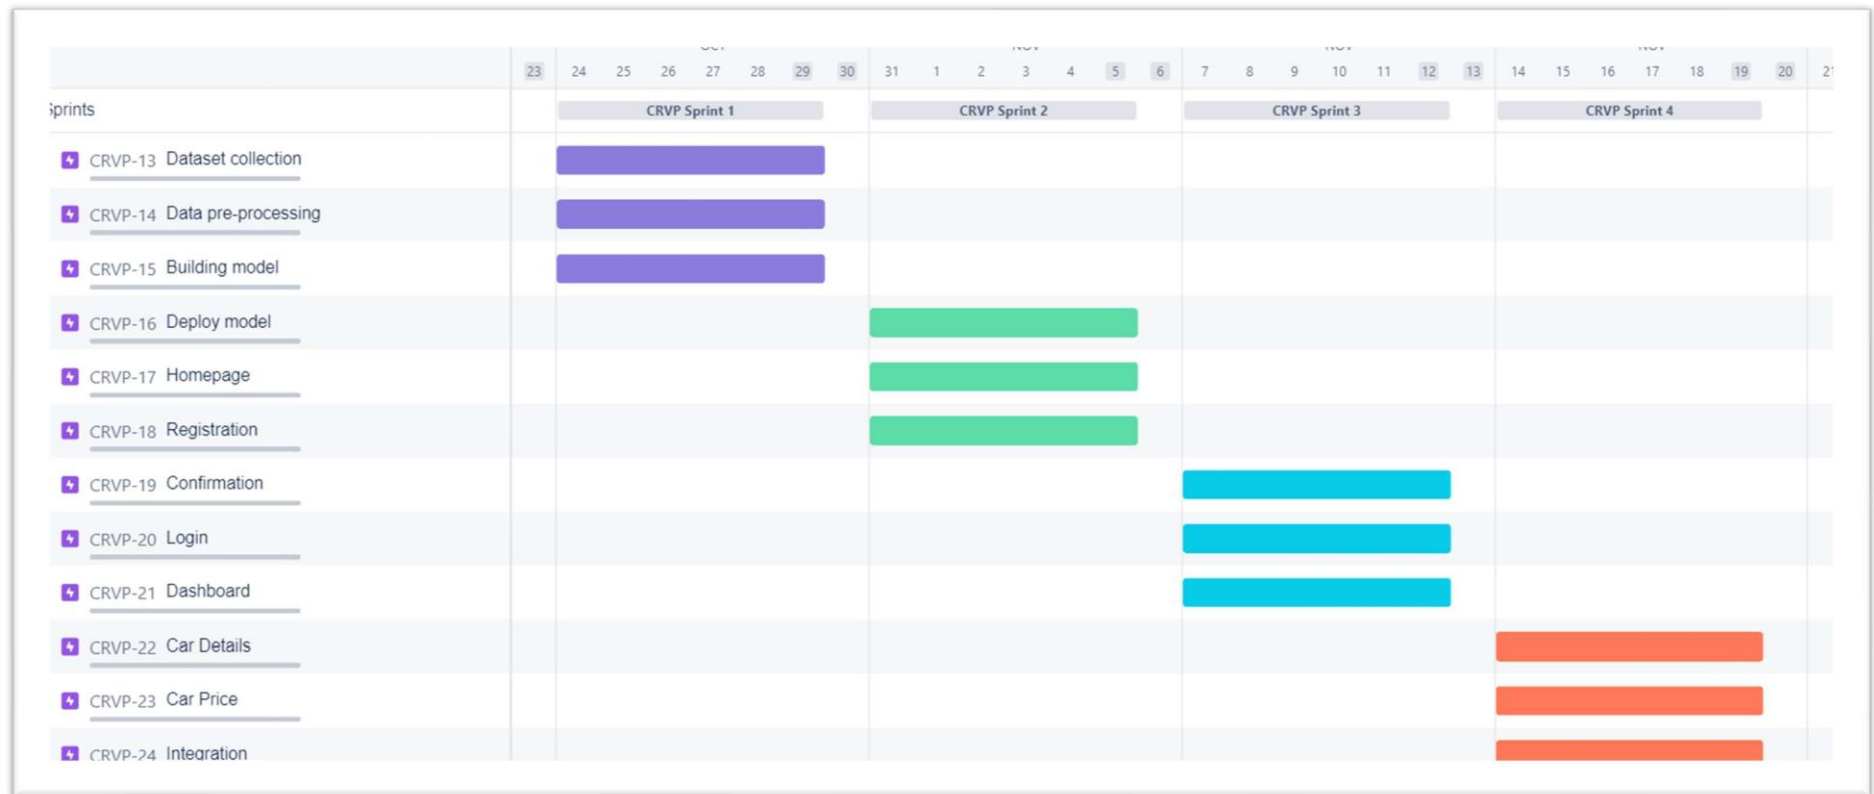 23 24 25 26 27 28 29 30 31 1 2 3 4 5 6 7 8 9 10 11 12 13 14 15 16 17 18 19 20
CRVP Sprint 1 CRVP Sprint 2 CRVP Sprint 3 CRVP Sprint 4
CRVP-13 Dataset collection
CRVP-14 Data pre-processing
CRVP-15 Building model
CRVP-16 Deploy model
CRVP-17 Homepage
CRVP-18 Registration
CRVP-19 Confirmation
CRVP-20 Login
CRVP-21 Dashboard
CRVP-22 Car Details
CRVP-23 Car Price
CRVP-24 Integration